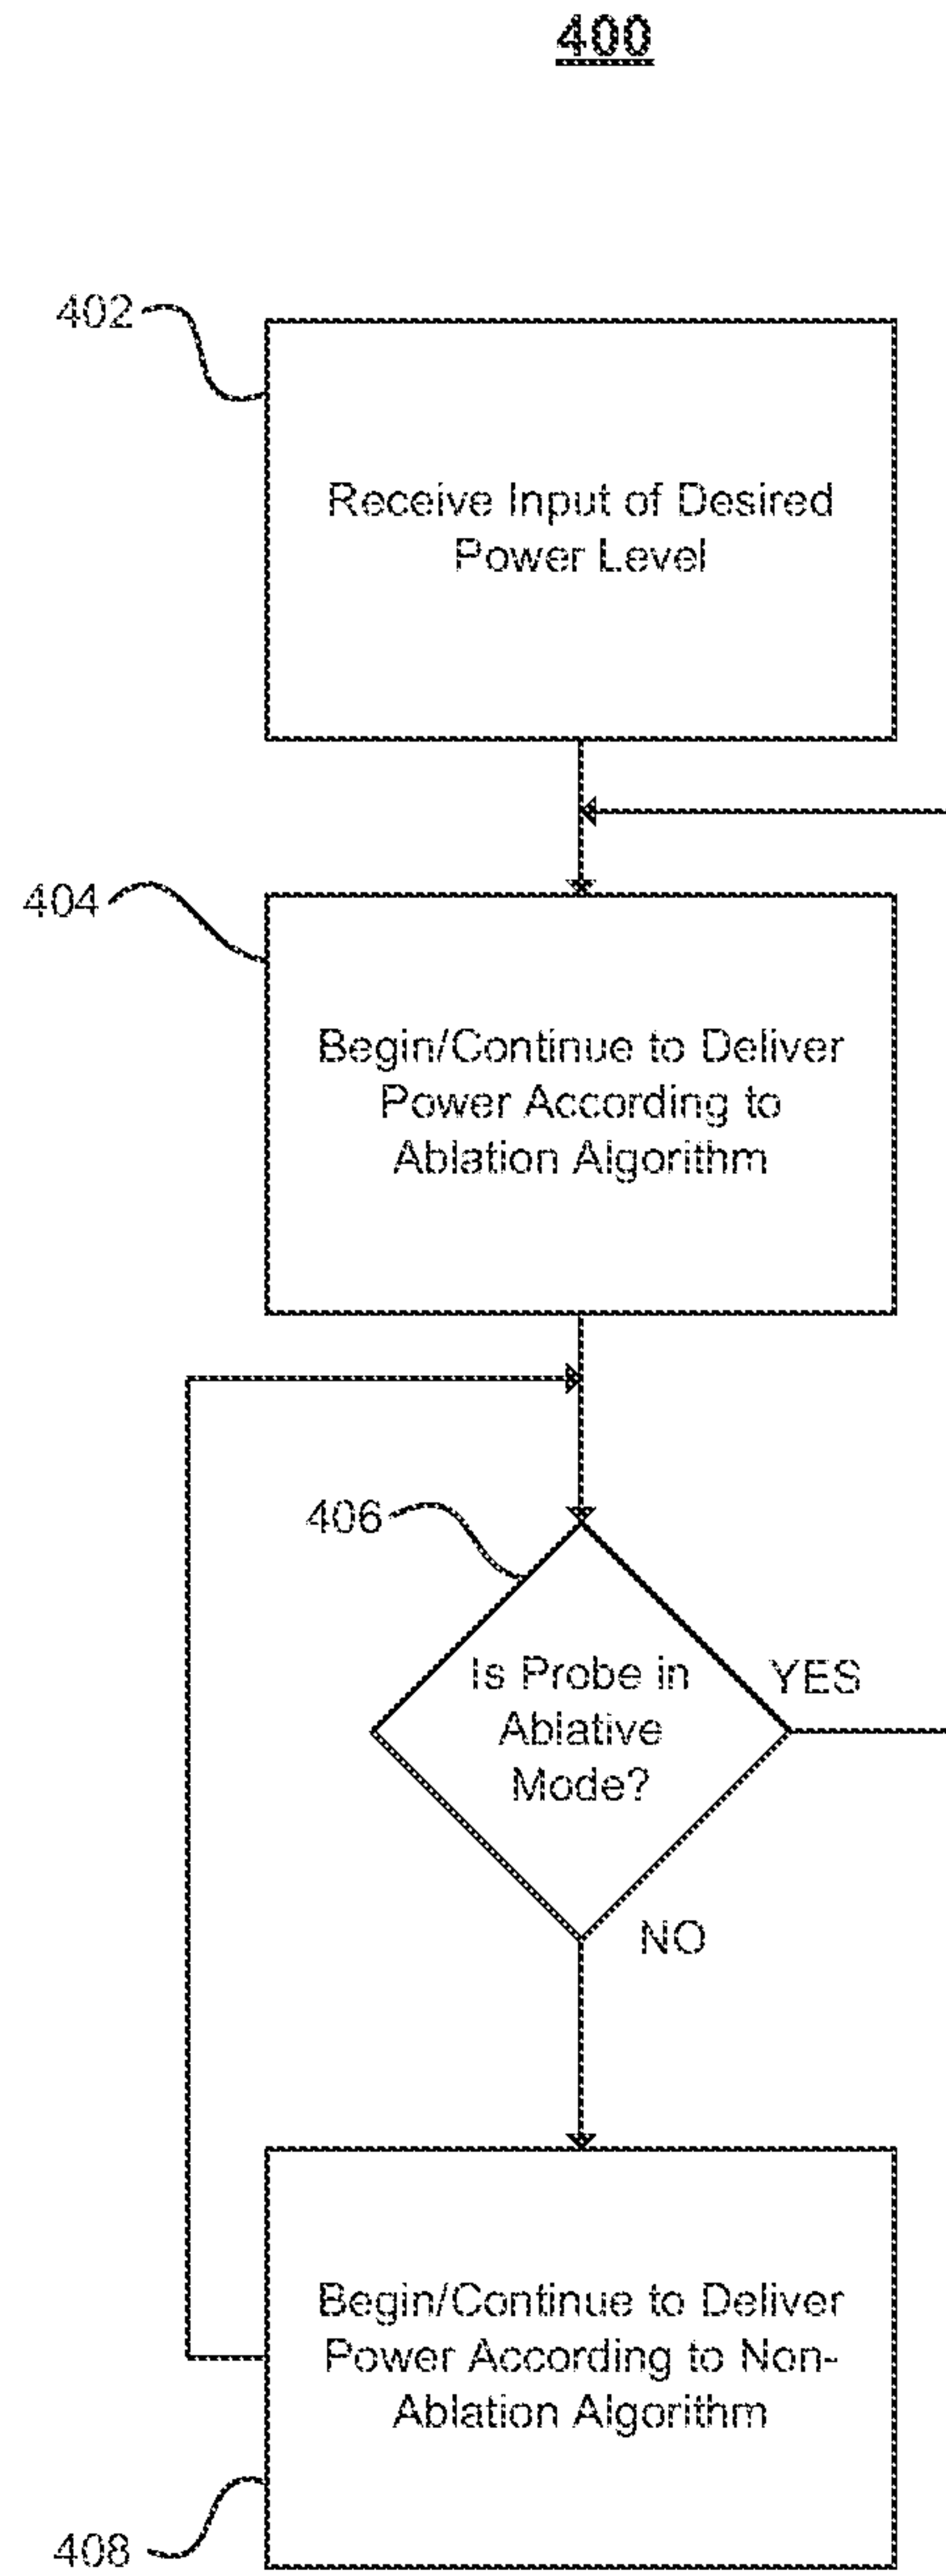 400
402
Receive Input of Desired
Power Level
404
Begin/Continue to Deliver
Power According to
Ablation Algorithm
406
Is Probe in
Ablative
Mode?
YES
NO
Begin/Continue to Deliver
Power According to Non-
Ablation Algorithm
408